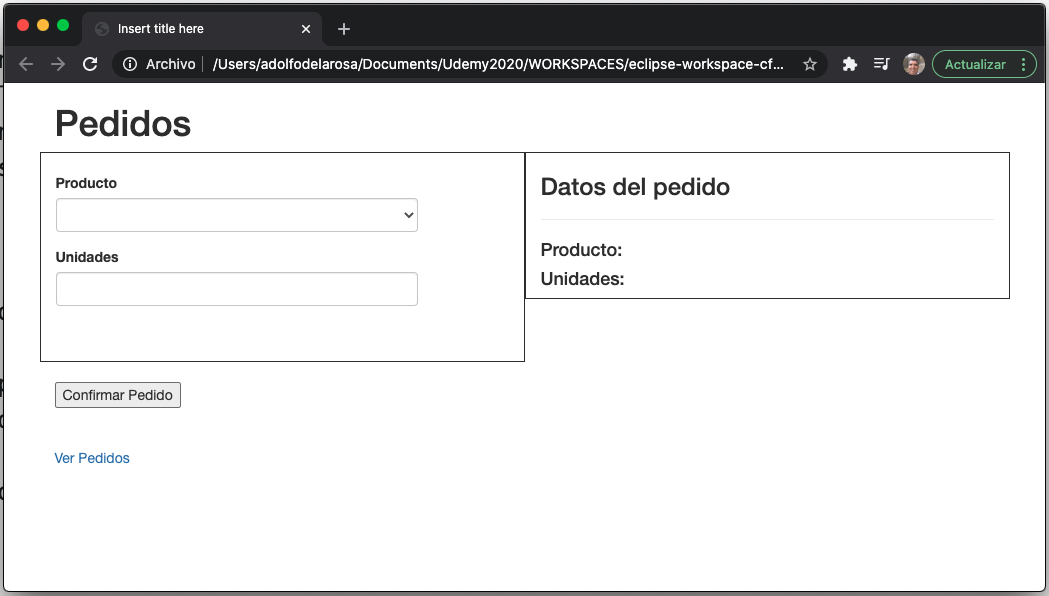 Insert title here
Archivo /Users/adolfodelarosa/Documents/Udemy2020/WORKSPACES/eclipse-workspace-cf... Actualizar
Pedidos
Producto
Unidades
Datos del pedido
Producto:
Unidades:
Confirmar Pedido
Ver Pedidos